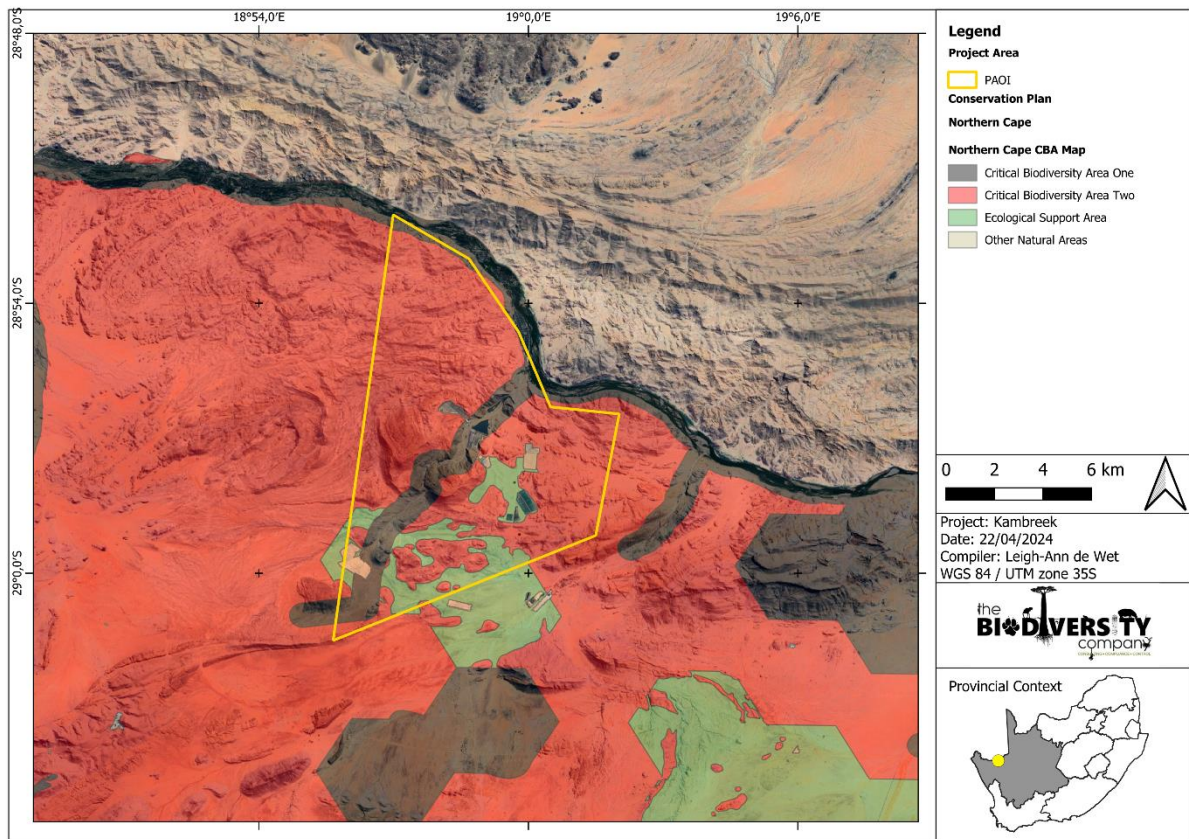 18°54,0'E 19°0,0'E 19°6,0'E
28°48,0'S
28°54,0'S
29°0,0'S
Legend
Project Area
PAOI
Conservation Plan
Northern Cape
Northern Cape CBA Map
Critical Biodiversity Area One
Critical Biodiversity Area Two
Ecological Support Area
Other Natural Areas
0 2 4 6 km
Project: Kambreek
Date: 22/04/2024
Compiler: Leigh-Ann de Wet
WGS 84 / UTM zone 35S
the
BIODIVERSITY
company
Provincial Context